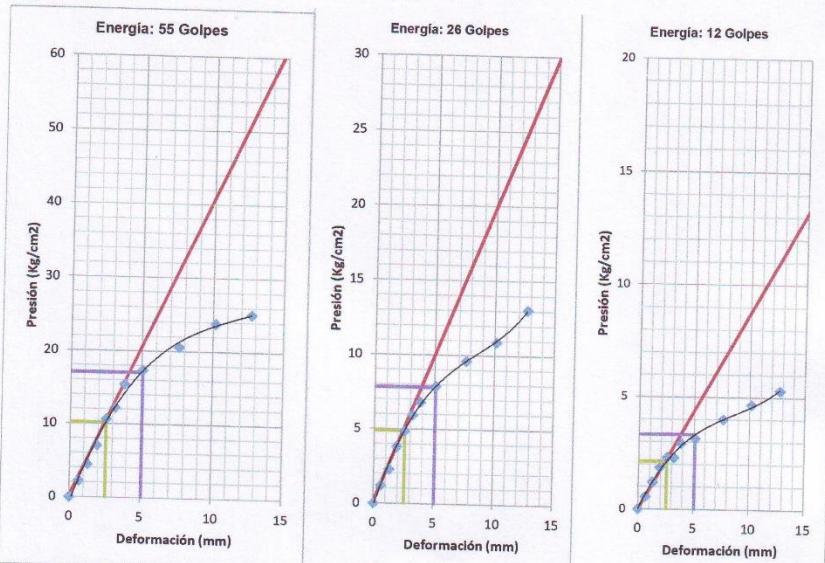 Energía: 55 Golpes
60
50
40
30
20
10
0
0 5 10 15
Presión (Kg/cm2)
Deformación (mm)
Energía: 26 Golpes
30
25
20
15
10
5
0
0 5 10 15
Presión (Kg/cm2)
Deformación (mm)
Energía: 12 Golpes
20
15
10
5
0
0 5 10 15
Presión (Kg/cm2)
Deformación (mm)